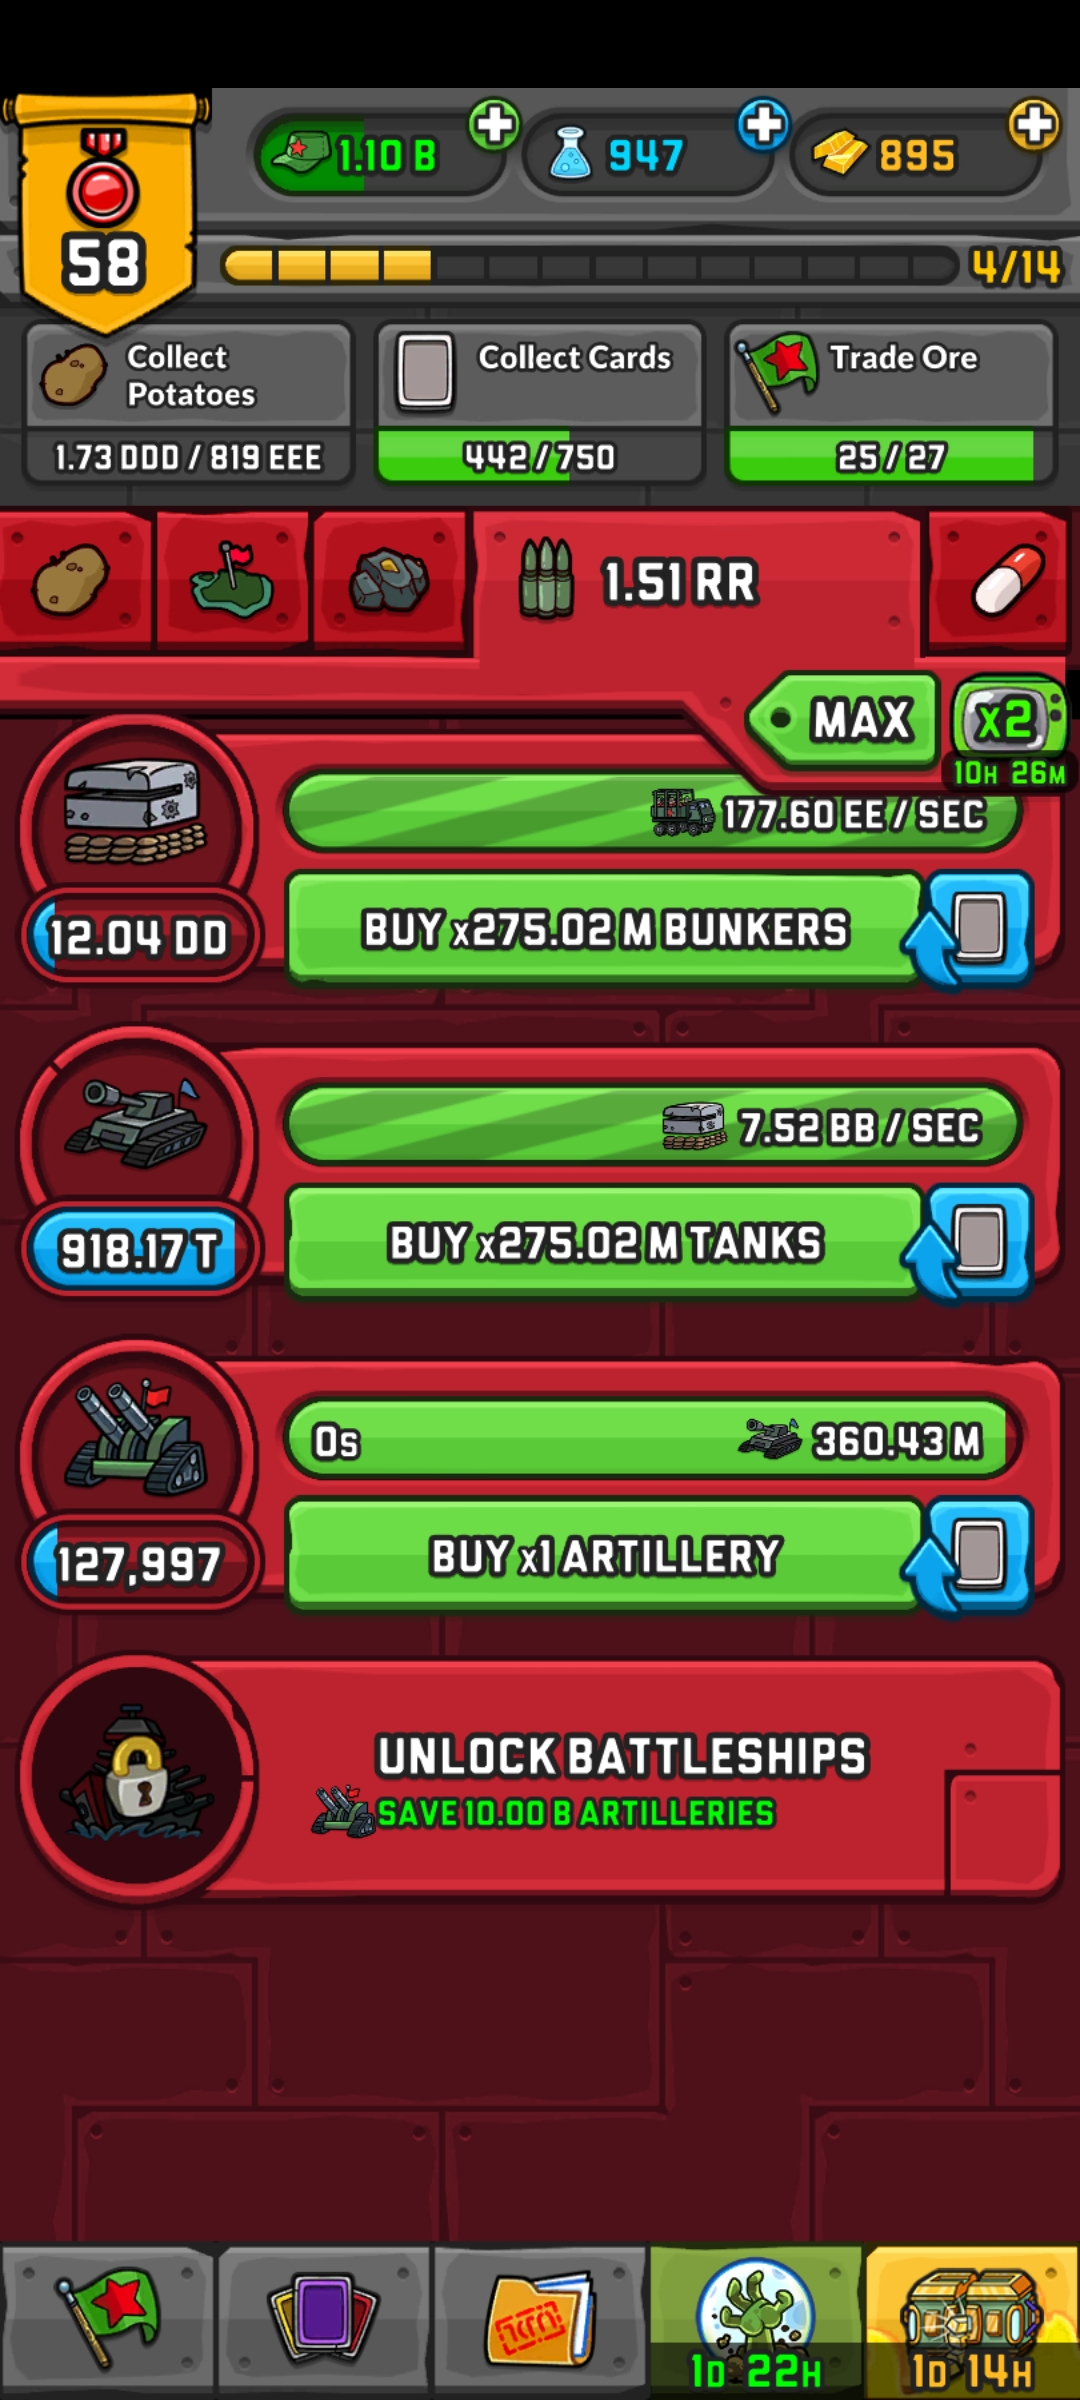 58
1.10 B
947
895
4/14
Collect
Potatoes
1.73 DDD / 819 EEE
Collect Cards
442/750
Trade Ore
25/27
1.51 RR
MAX
x2
10H 26M
177.60 EE / SEC
12.04 DD
BUY x275.02 M BUNKERS
7.52 BB / SEC
918.17 T
BUY x275.02 M TANKS
0s
360.43 M
127,997
BUY x1 ARTILLERY
UNLOCK BATTLESHIPS
SAVE 10.00 B ARTILLERIES
1D 22H
1D 14H